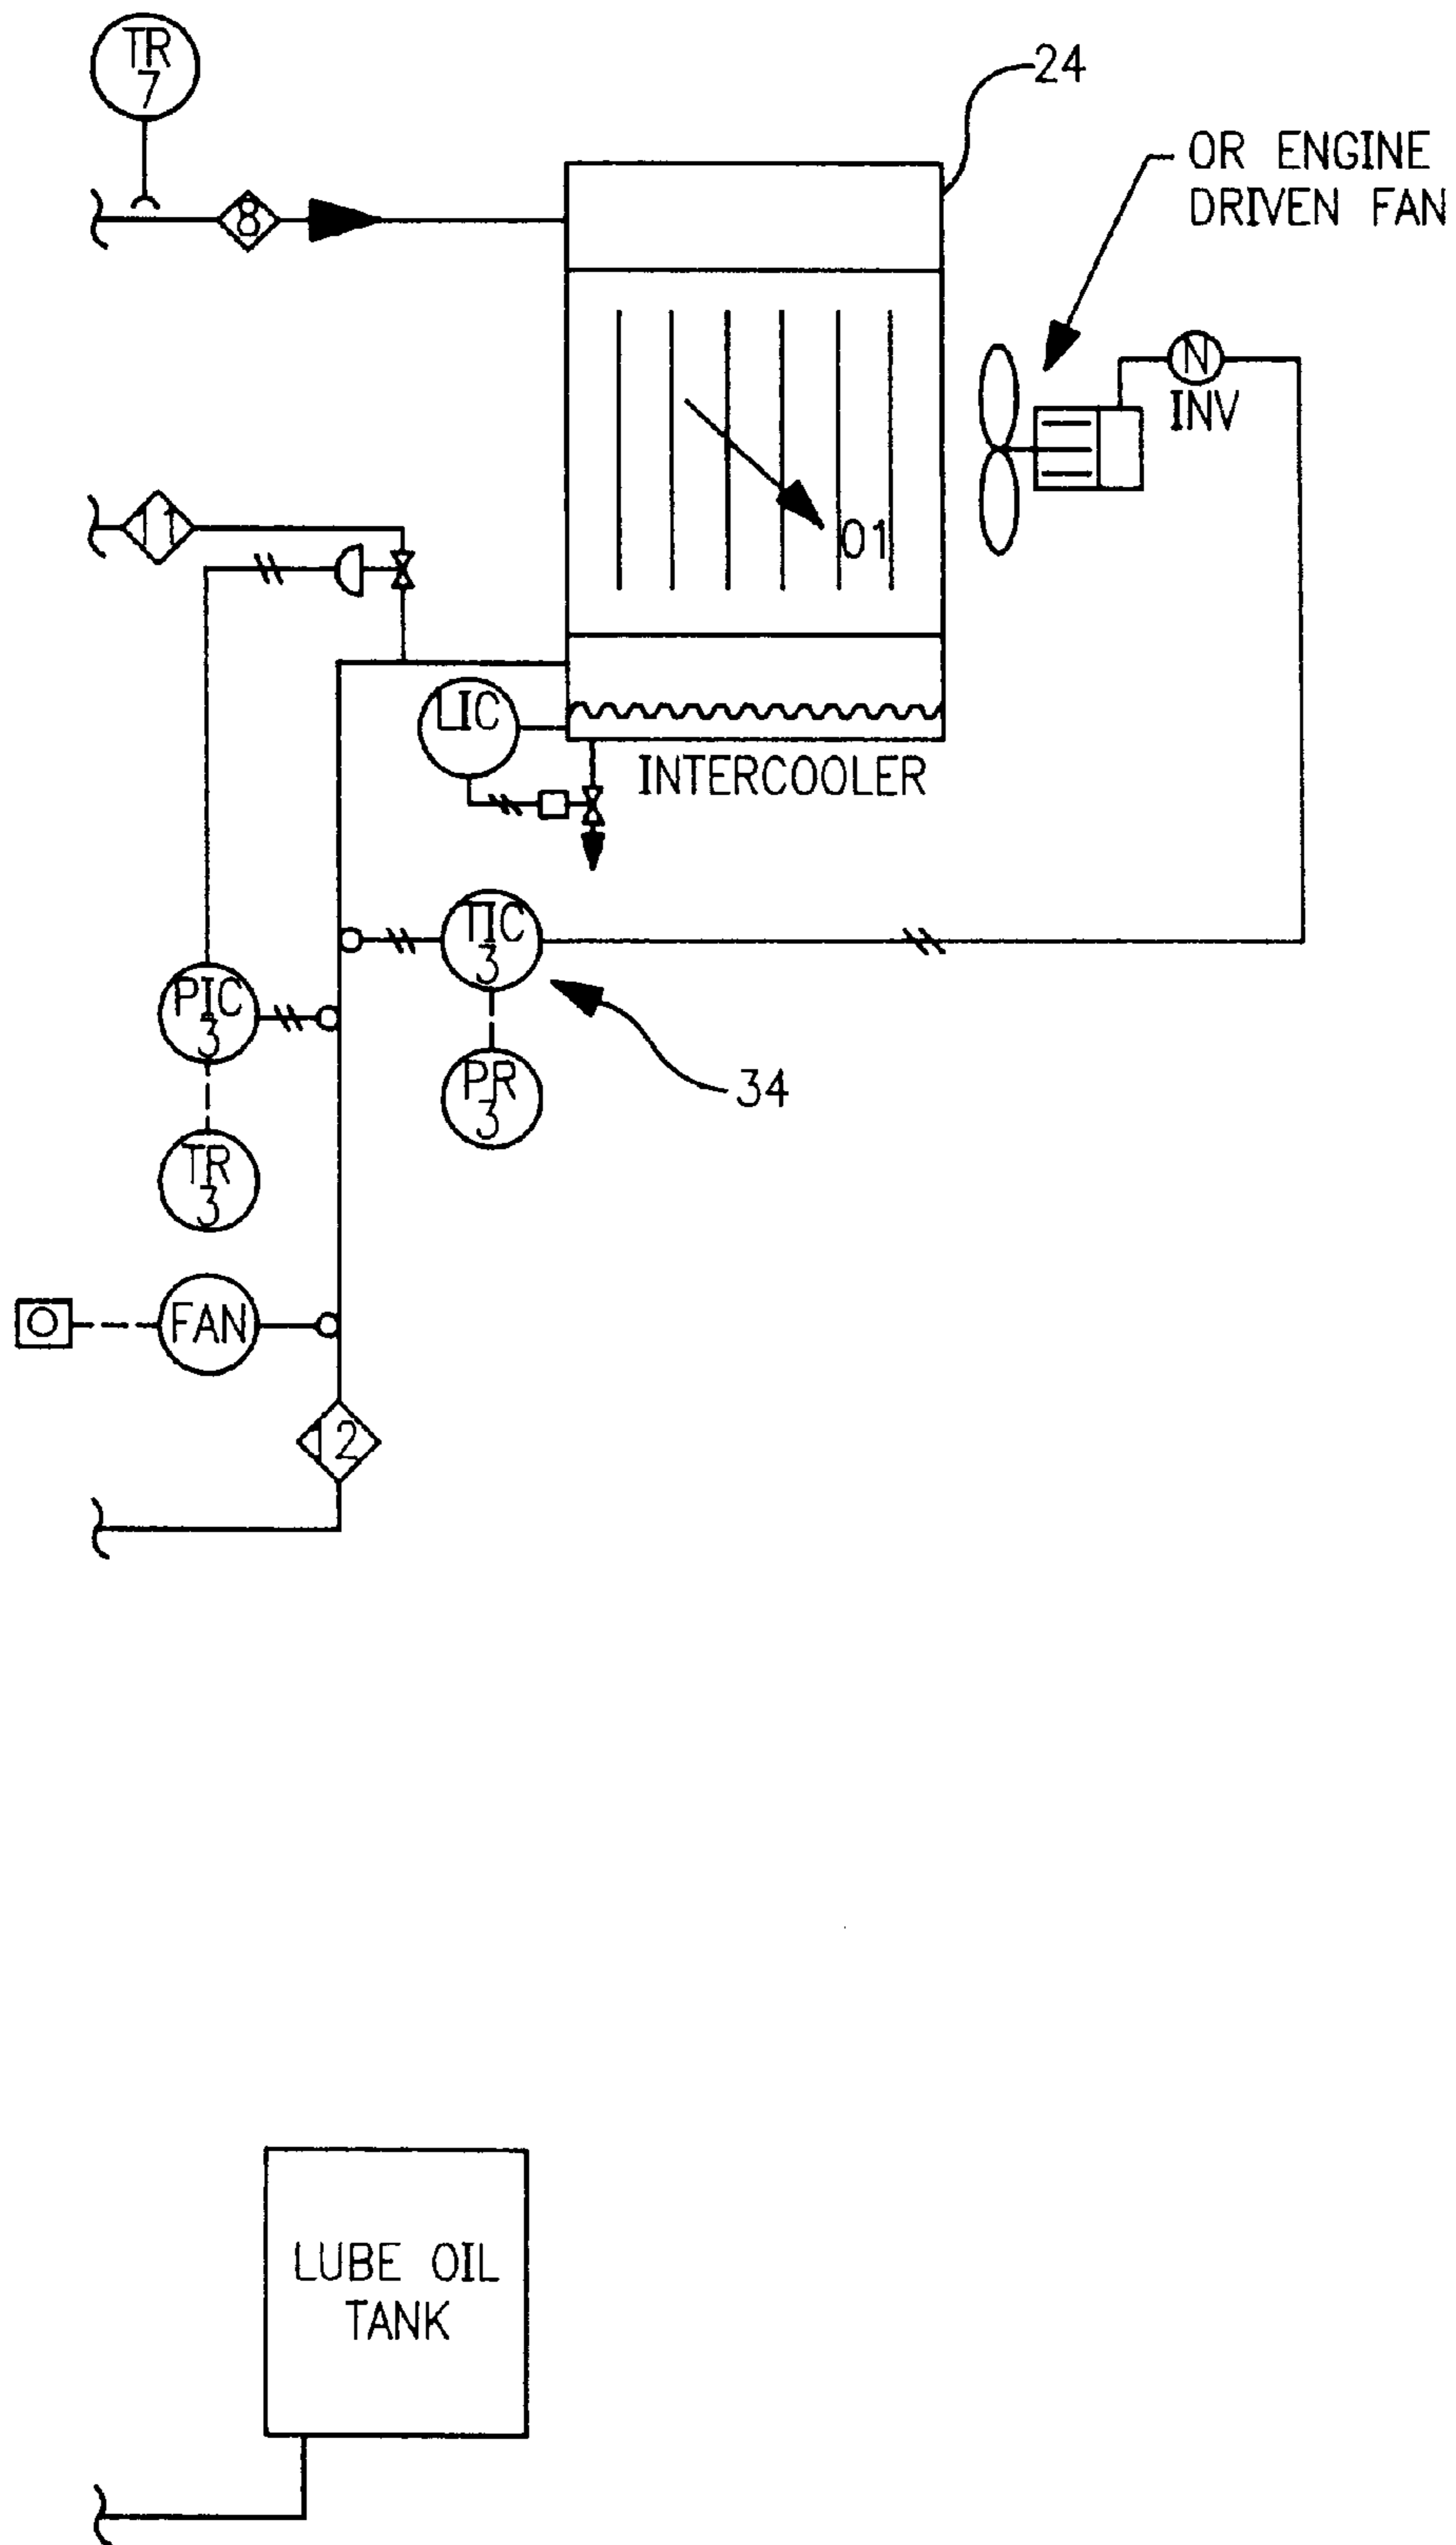 TR
7
24
OR ENGINE
DRIVEN FAN
8
N
INV
11
01
LIC
INTERCOOLER
TIC
3
PIC
3
34
PR
3
TR
3
FAN
12
LUBE OIL
TANK